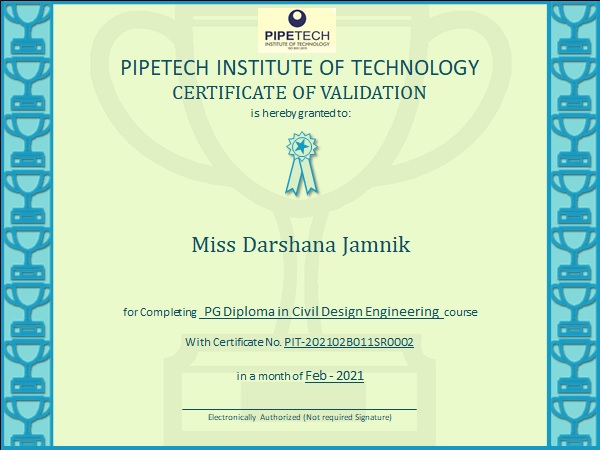 PIPETECH
INSTITUTE OF TECHNOLOGY
PIPETECH INSTITUTE OF TECHNOLOGY
CERTIFICATE OF VALIDATION
is hereby granted to:
Miss Darshana Jamnik
for Completing PG Diploma in Civil Design Engineering course
With Certificate No. PIT-202102B011SR0002
in a month of Feb - 2021
Electronically Authorized (Not required Signature)